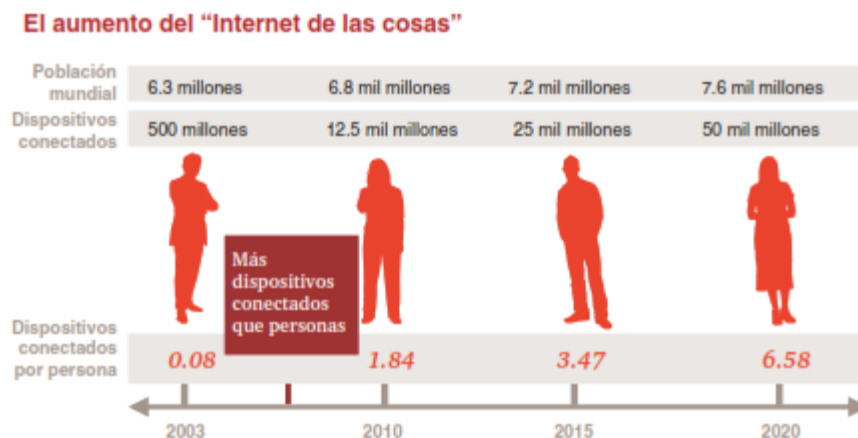 El aumento del “Internet de las cosas”
Población
mundial
6.3 millones
6.8 mil millones
7.2 mil millones
7.6 mil millones
Dispositivos
conectados
500 millones
12.5 mil millones
25 mil millones
50 mil millones
Más
dispositivos
conectados
que personas
Dispositivos
conectados
por persona
0.08
1.84
3.47
6.58
2003
2010
2015
2020